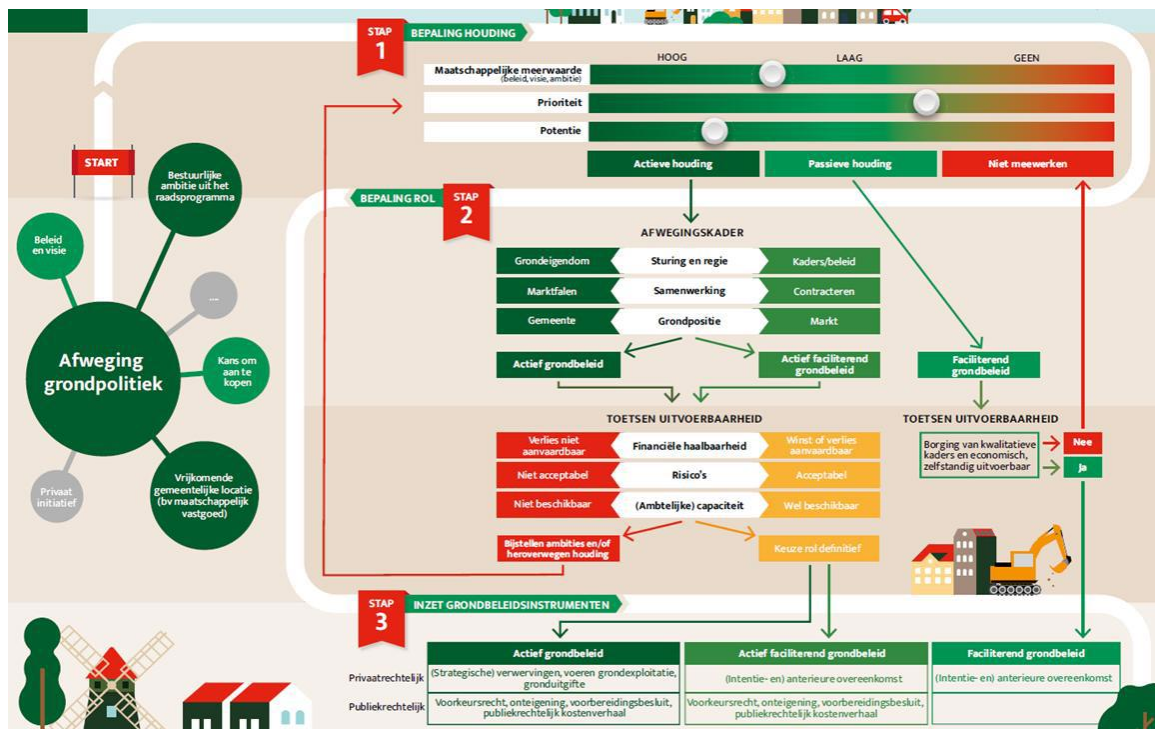 STAP
1
BEPALING HOUDING
HOOG
LAAG
GEEN
Maatschappelijke meerwaarde
(beleid, visie, ambitie)
Prioriteit
Potentie
Actieve houding
Passieve houding
Niet meewerken
START
Bestuurlijke
ambitie uit het
raadsprogramma
Beleid
en visie
....
Afweging
grondpolitiek
Kans om
aan te
kopen
Privaat
initiatief
Vrijkomende
gemeentelijke locatie
(bv maatschappelijk
vastgoed)
BEPALING ROL
STAP
2
AFWEGINGSKADER
Grondeigendom
Sturing en regie
Kaders/beleid
Marktfalen
Samenwerking
Contracteren
Gemeente
Grondpositie
Markt
Actief grondbeleid
Actief faciliterend
grondbeleid
Faciliterend
grondbeleid
TOETSEN UITVOERBAARHEID
Verlies niet
aanvaardbaar
Financiële haalbaarheid
Winst of verlies
aanvaardbaar
Niet acceptabel
Risico's
Acceptabel
Niet beschikbaar
(Ambtelijke) capaciteit
Wel beschikbaar
Bijstellen ambities en/of
heroverwegen houding
Keuze rol definitief
TOETSEN UITVOERBAARHEID
Borging van kwalitatieve
kaders en economisch,
zelfstandig uitvoerbaar
Nee
Ja
STAP
3
INZET GRONDBELEIDSINSTRUMENTEN
Actief grondbeleid
Actief faciliterend grondbeleid
Faciliterend grondbeleid
Privaatrechtelijk
(Strategische) verwervingen, voeren grondexploitatie,
gronduitgifte
(Intentie- en) anterieure overeenkomst
(Intentie- en) anterieure overeenkomst
Publiekrechtelijk
Voorkeursrecht, onteigening, voorbereidingsbesluit,
publiekrechtelijk kostenverhaal
Voorkeursrecht, onteigening, voorbereidingsbesluit,
publiekrechtelijk kostenverhaal